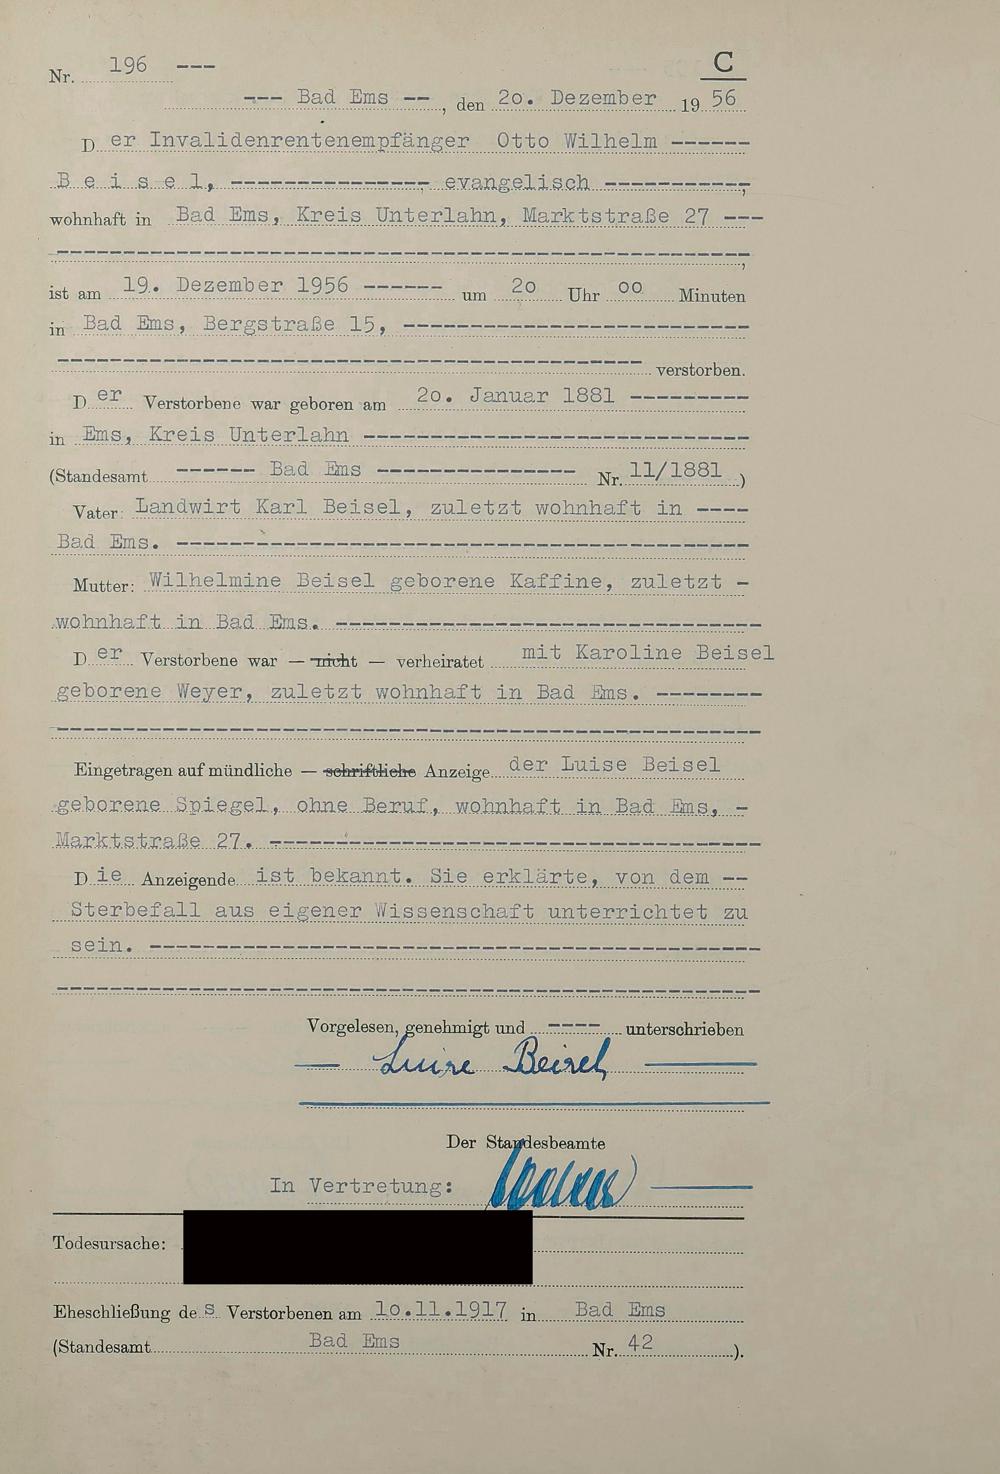 Nr. 196 --- C
--- Bad Ems --, den 20. Dezember 19 56
Der Invalidenrentenempfänger Otto Wilhelm ------
B e i s e l, --------------- evangelisch -----------,
wohnhaft in Bad Ems, Kreis Unterlahn, Marktstraße 27 ---
----------------------------------------------------,
ist am 19. Dezember 1956 ------ um 20 Uhr 00 Minuten
in Bad Ems, Bergstraße 15, --------------------------
-------------------------------------------- verstorben.
Der Verstorbene war geboren am 20. Januar 1881 ---------
in Ems, Kreis Unterlahn -----------------------------
(Standesamt ------ Bad Ems --------------- Nr. 11/1881 )
Vater: Landwirt Karl Beisel, zuletzt wohnhaft in ----
Bad Ems. -------------------------------------------
Mutter: Wilhelmine Beisel geborene Kaffine, zuletzt -
wohnhaft in Bad Ems. --------------------------------
Der Verstorbene war — nicht — verheiratet mit Karoline Beisel
geborene Weyer, zuletzt wohnhaft in Bad Ems. --------
-----------------------------------------------------
Eingetragen auf mündliche — schriftliche Anzeige der Luise Beisel
geborene Spiegel, ohne Beruf, wohnhaft in Bad Ems, -
Marktstraße 27. -------------------------------------
Die Anzeigende ist bekannt. Sie erklärte, von dem --
Sterbefall aus eigener Wissenschaft unterrichtet zu
sein. ----------------------------------------------
-----------------------------------------------------
Vorgelesen, genehmigt und ---- unterschrieben
Luise Beisel
Der Standesbeamte
In Vertretung:
Todesursache:
Eheschließung des Verstorbenen am 10.11.1917 in Bad Ems
(Standesamt Bad Ems Nr. 42 ).